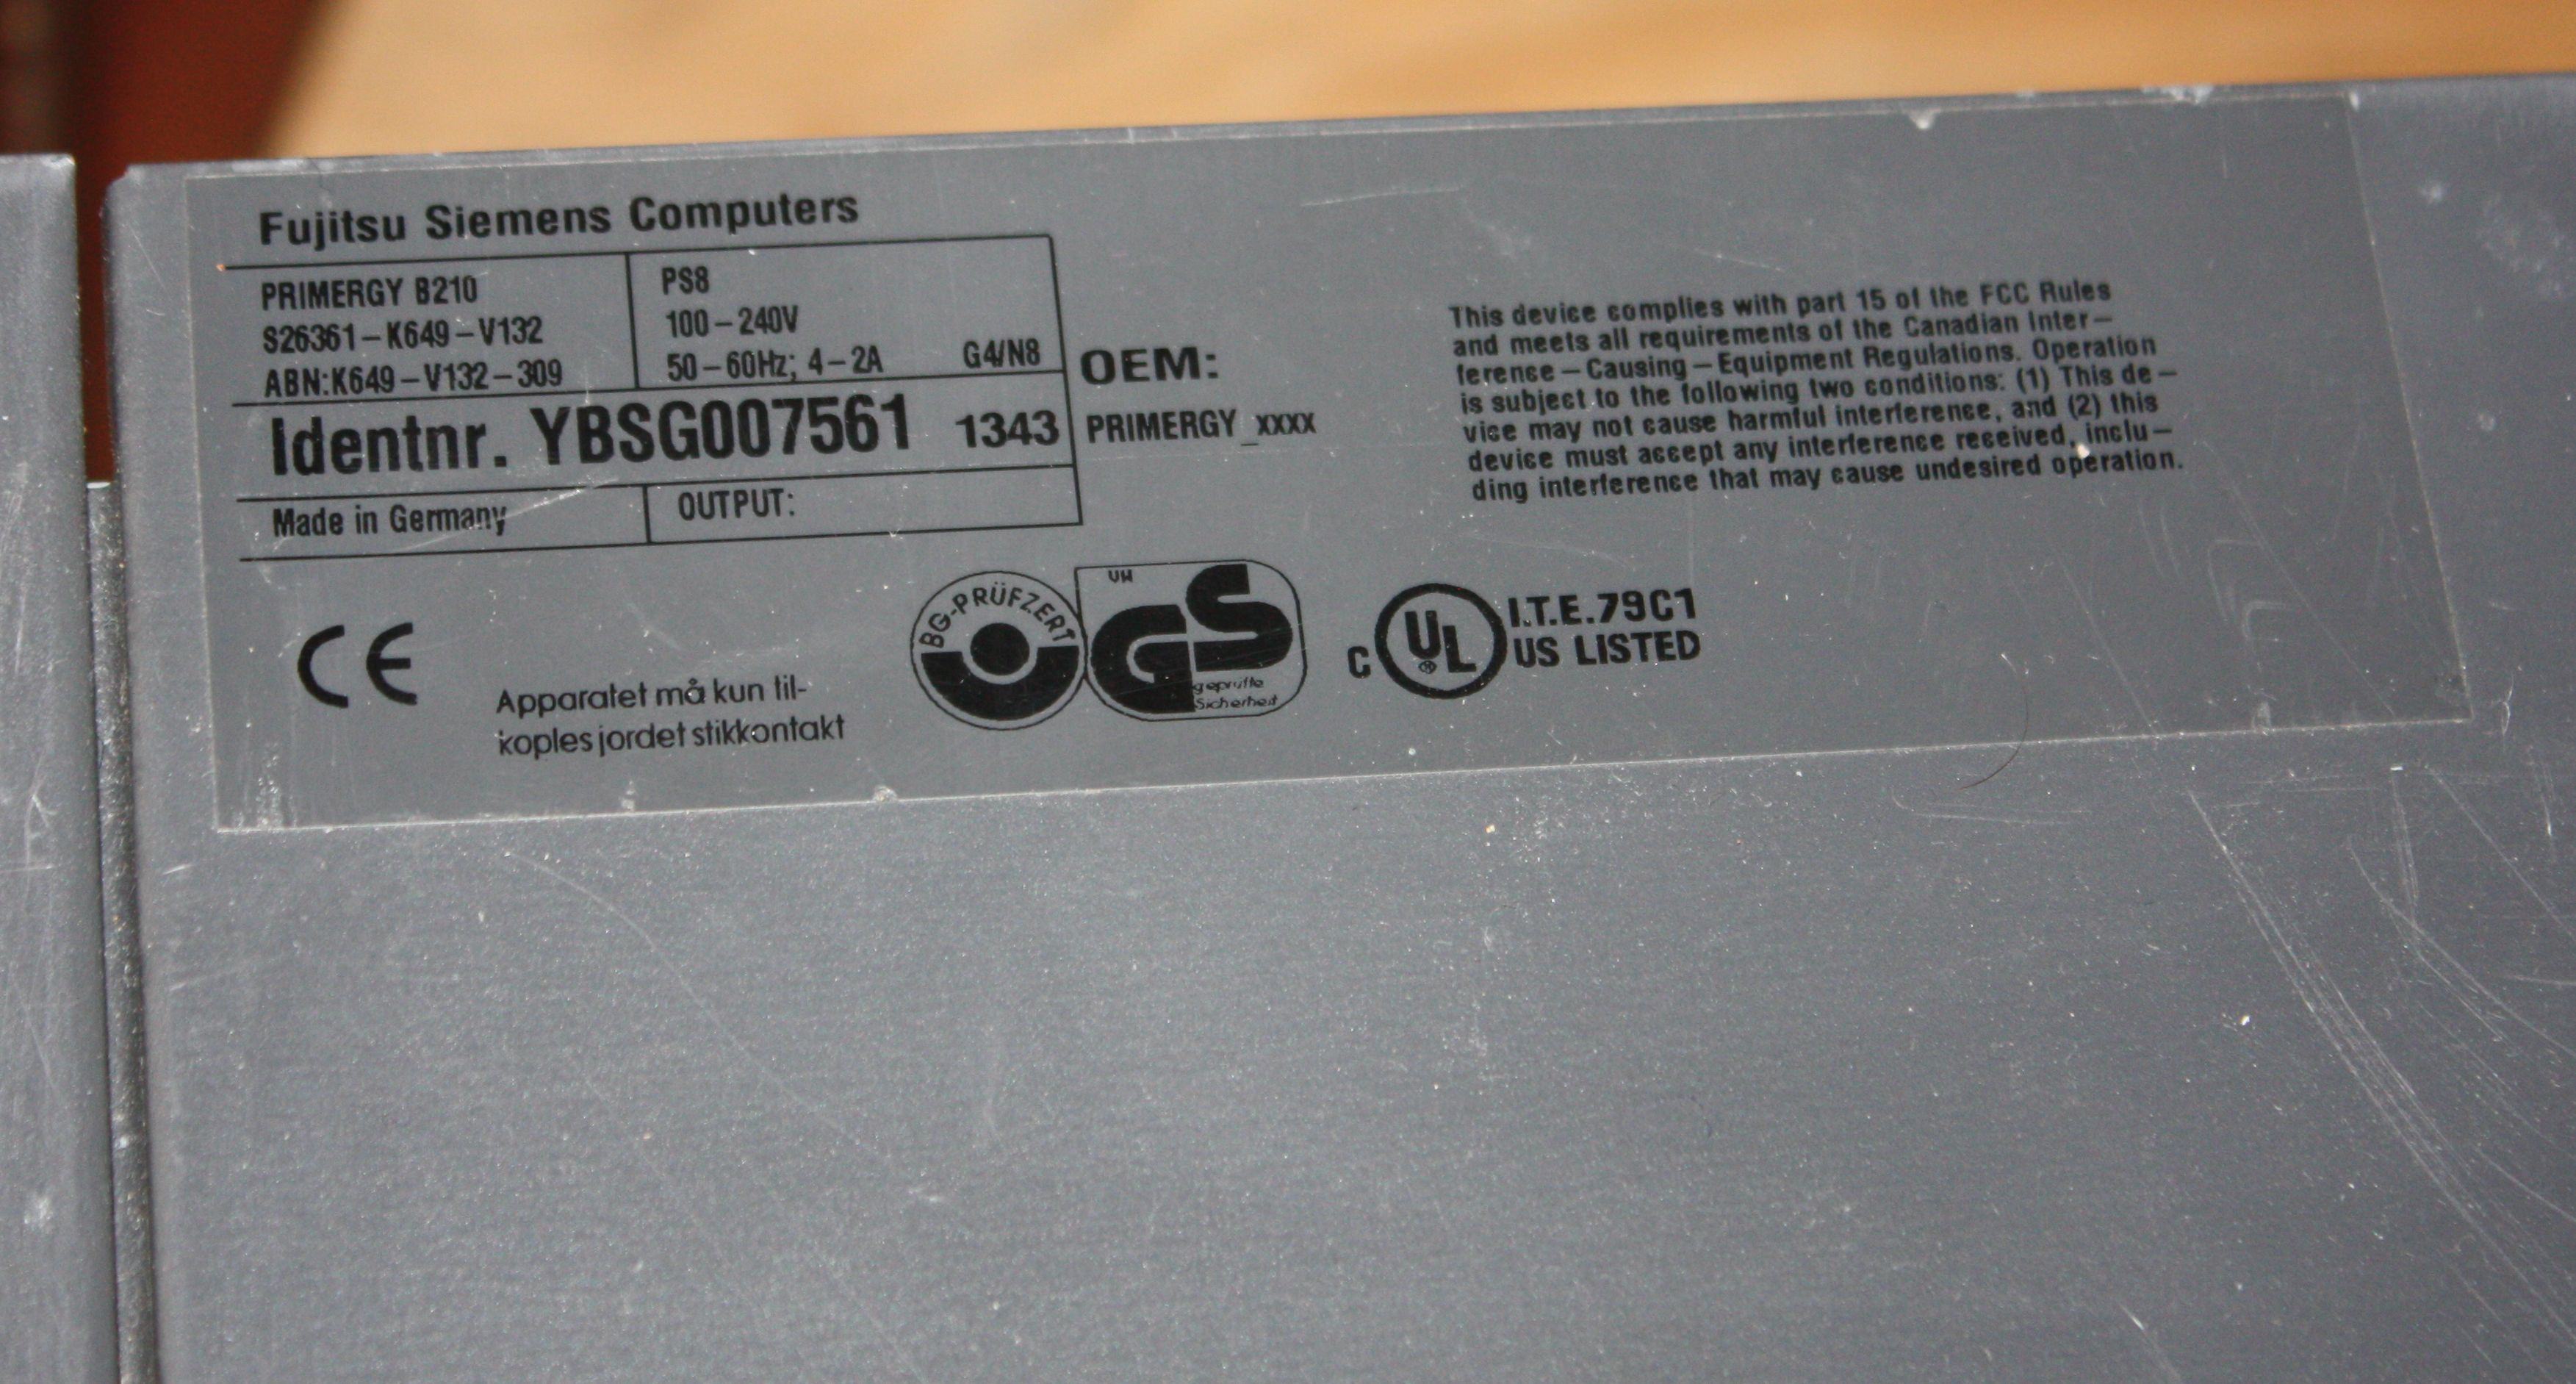 Fujitsu Siemens Computers
PRIMERGY B210
S26361-K649-V132
ABN:K649-V132-309
PS8
100-240V
50-60Hz; 4-2A G4/N8
Identnr. YBSG007561 1343
Made in Germany
OUTPUT:
OEM:
PRIMERGY_xxxx
This device complies with part 15 of the FCC Rules
and meets all requirements of the Canadian Inter-
ference-Causing-Equipment Regulations. Operation
is subject to the following two conditions: (1) This de-
vice may not cause harmful interference, and (2) this
device must accept any interference received, inclu-
ding interference that may cause undesired operation.
CE
Apparatet må kun til-
koples jordet stikkontakt
BG-PRÜFZERT
VM
GS
geprüfte
Sicherheit
C UL ® I.T.E. 79C1
US LISTED